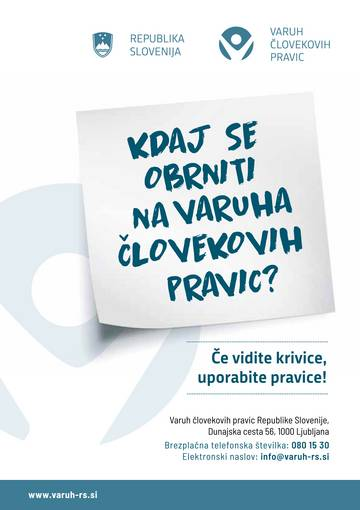 REPUBLIKA
SLOVENIJA
VARUH
ČLOVEKOVIH
PRAVIC
KDAJ SE
OBRNITI
NA VARUHA
ČLOVEKOVIH
PRAVIC?
Če vidite krivice,
uporabite pravice!
Varuh človekovih pravic Republike Slovenije,
Dunajska cesta 56, 1000 Ljubljana
Brezplačna telefonska številka: 080 15 30
Elektronski naslov: info@varuh-rs.si
www.varuh-rs.si